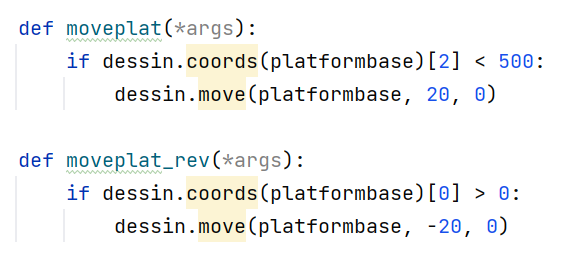 def moveplat(*args):
    if dessin.coords(platformbase)[2] < 500:
        dessin.move(platformbase, 20, 0)

def moveplat_rev(*args):
    if dessin.coords(platformbase)[0] > 0:
        dessin.move(platformbase, -20, 0)